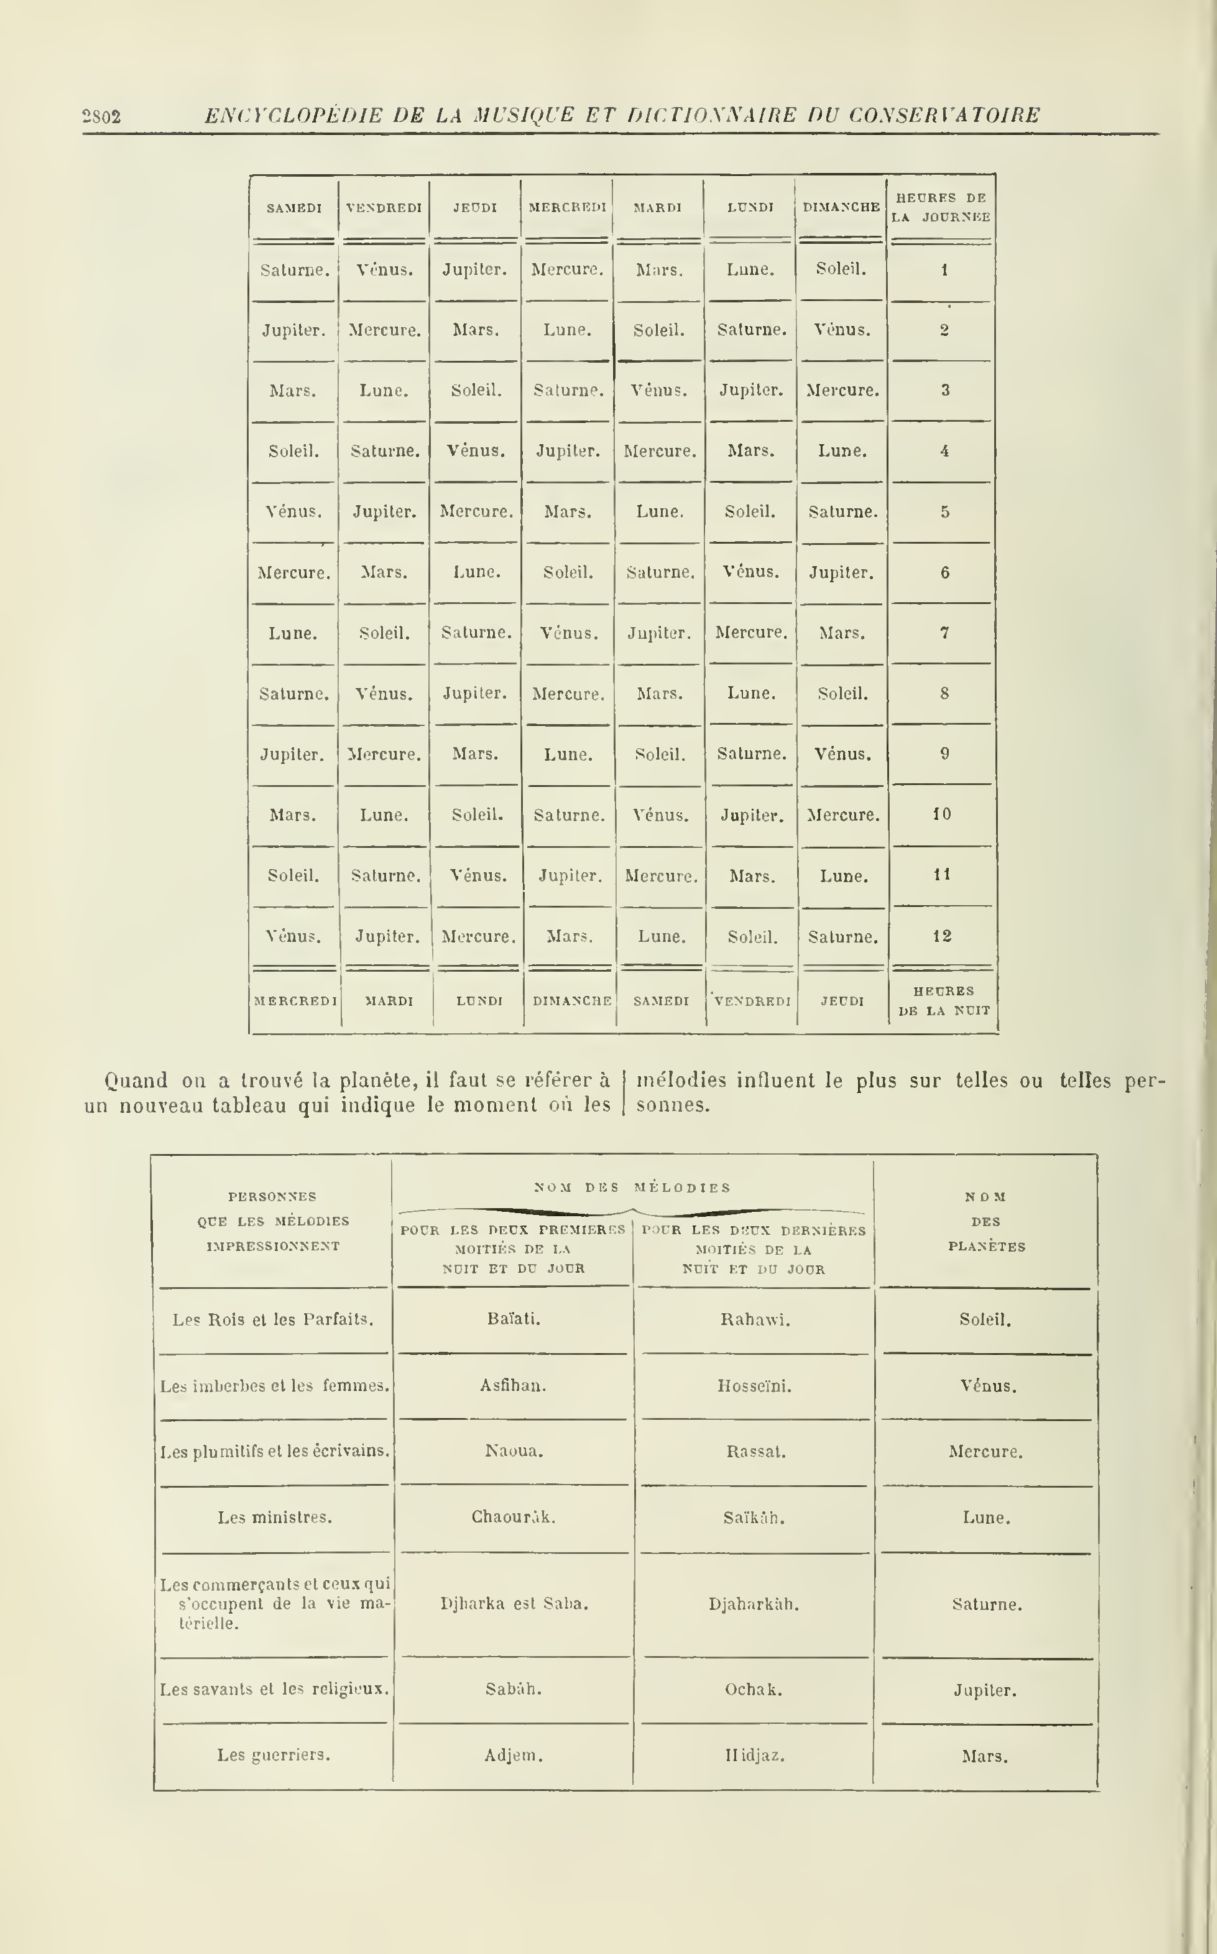 2802 ENCYCLOPÉDIE DE LA MUSIQUE ET DICTIONNAIRE DU CONSERVATOIRE
SAMEDI VENDREDI JEUDI MERCREDI MARDI LUNDI DIMANCHE HEURES DE LA JOURNÉE
Saturne. Vénus. Jupiter. Mercure. Mars. Lune. Soleil. 1
Jupiter. Mercure. Mars. Lune. Soleil. Saturne. Vénus. 2
Mars. Lune. Soleil. Saturne. Vénus. Jupiter. Mercure. 3
Soleil. Saturne. Vénus. Jupiter. Mercure. Mars. Lune. 4
Vénus. Jupiter. Mercure. Mars. Lune. Soleil. Saturne. 5
Mercure. Mars. Lune. Soleil. Saturne. Vénus. Jupiter. 6
Lune. Soleil. Saturne. Vénus. Jupiter. Mercure. Mars. 7
Saturne. Vénus. Jupiter. Mercure. Mars. Lune. Soleil. 8
Jupiter. Mercure. Mars. Lune. Soleil. Saturne. Vénus. 9
Mars. Lune. Soleil. Saturne. Vénus. Jupiter. Mercure. 10
Soleil. Saturne. Vénus. Jupiter. Mercure. Mars. Lune. 11
Vénus. Jupiter. Mercure. Mars. Lune. Soleil. Saturne. 12
MERCREDI MARDI LUNDI DIMANCHE SAMEDI VENDREDI JEUDI HEURES DE LA NUIT
Quand on a trouvé la planète, il faut se référer à
un nouveau tableau qui indique le moment où les
mélodies influent le plus sur telles ou telles per-
sonnes.
PERSONNES
QUE LES MÉLODIES
IMPRESSIONNENT
NOM DES MÉLODIES
POUR LES DEUX PREMIERES
MOITIÉS DE LA
NUIT ET DU JOUR
POUR LES DEUX DERNIÈRES
MOITIÉS DE LA
NUIT ET DU JOUR
NOM
DES
PLANÈTES
Les Rois et les Parfaits. Baïati. Rahawi. Soleil.
Les imberbes et les femmes. Asfihan. Hosseïni. Vénus.
Les plumitifs et les écrivains. Naoua. Rassat. Mercure.
Les ministres. Chaourâk. Saïkâh. Lune.
Les commerçants et ceux qui
s'occupent de la vie ma-
térielle.
Djharka est Saba. Djaharkàh. Saturne.
Les savants et les religieux. Sabâh. Ochak. Jupiter.
Les guerriers. Adjem. Hidjaz. Mars.